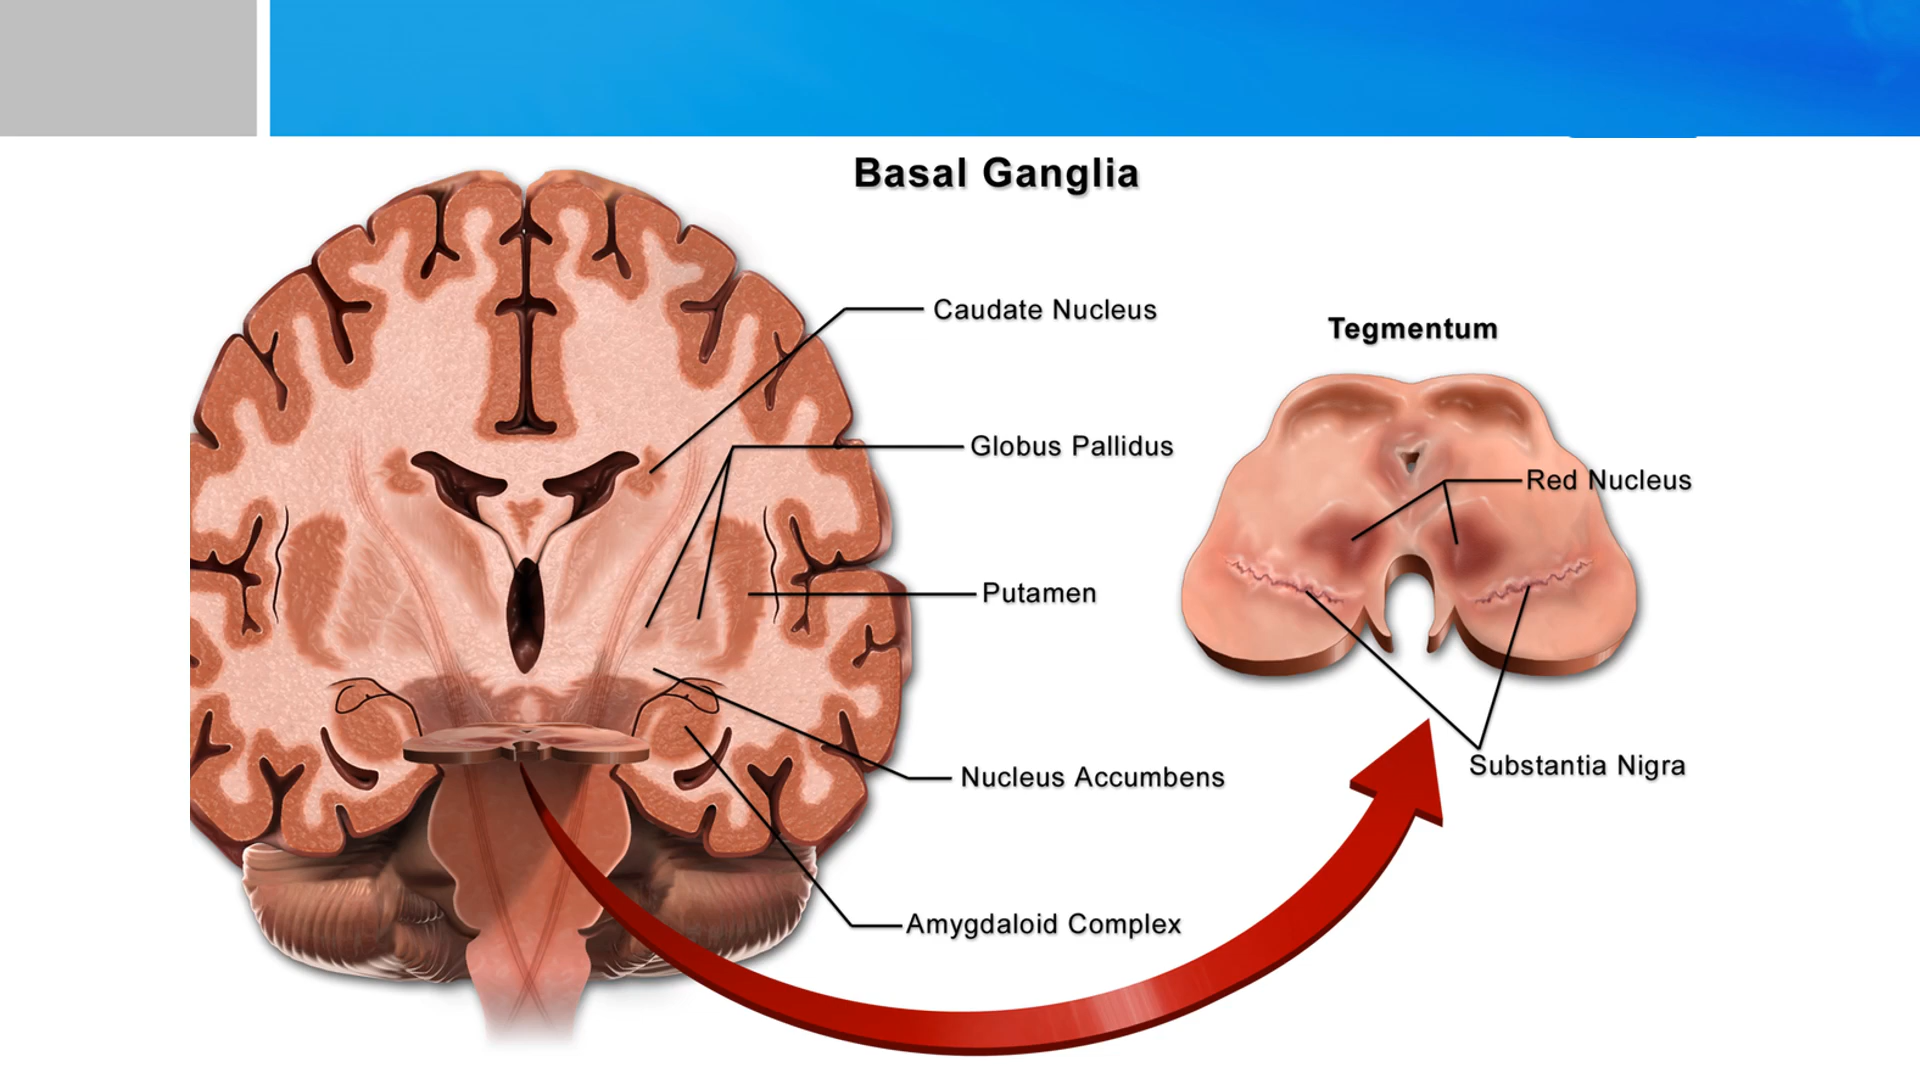 Basal Ganglia
Caudate Nucleus
Globus Pallidus
Putamen
Nucleus Accumbens
Amygdaloid Complex
Tegmentum
Red Nucleus
Substantia Nigra